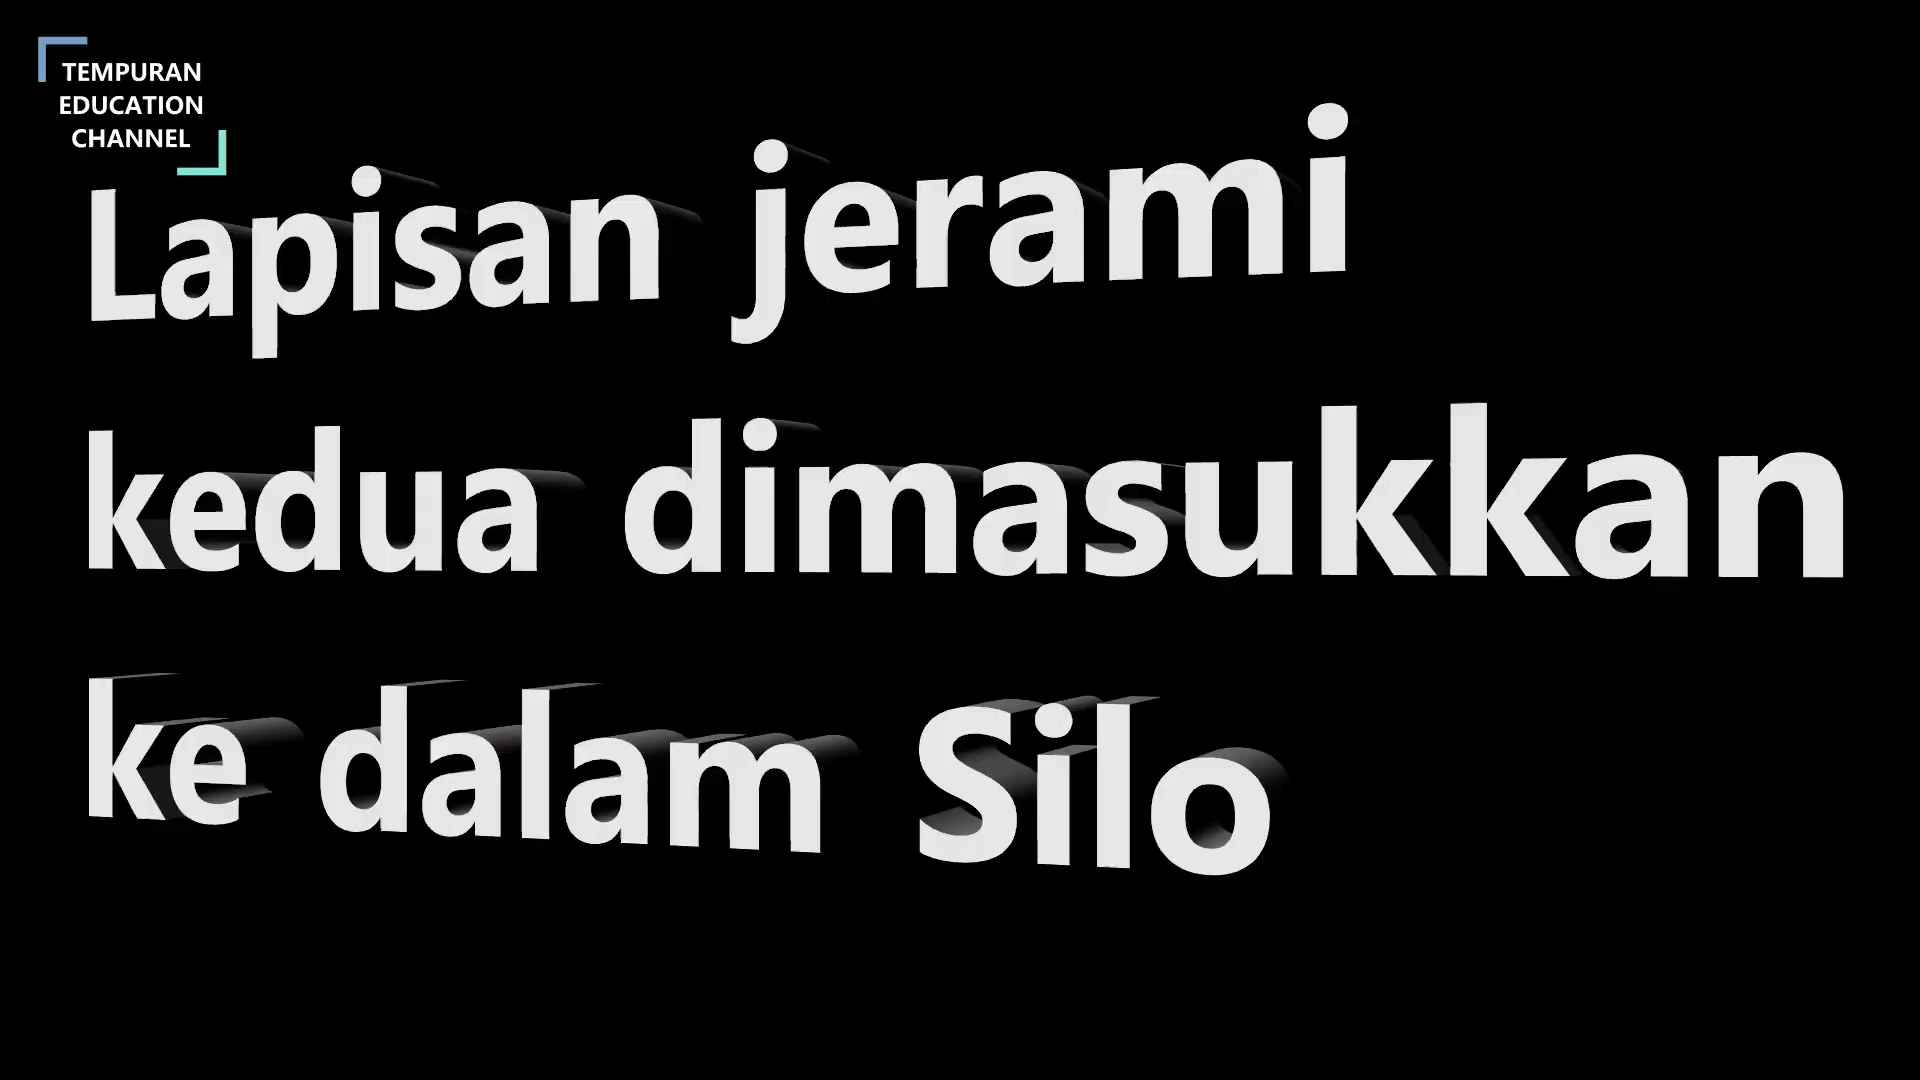 TEMPURAN
EDUCATION
CHANNEL
Lapisan jerami
kedua dimasukkan
ke dalam Silo